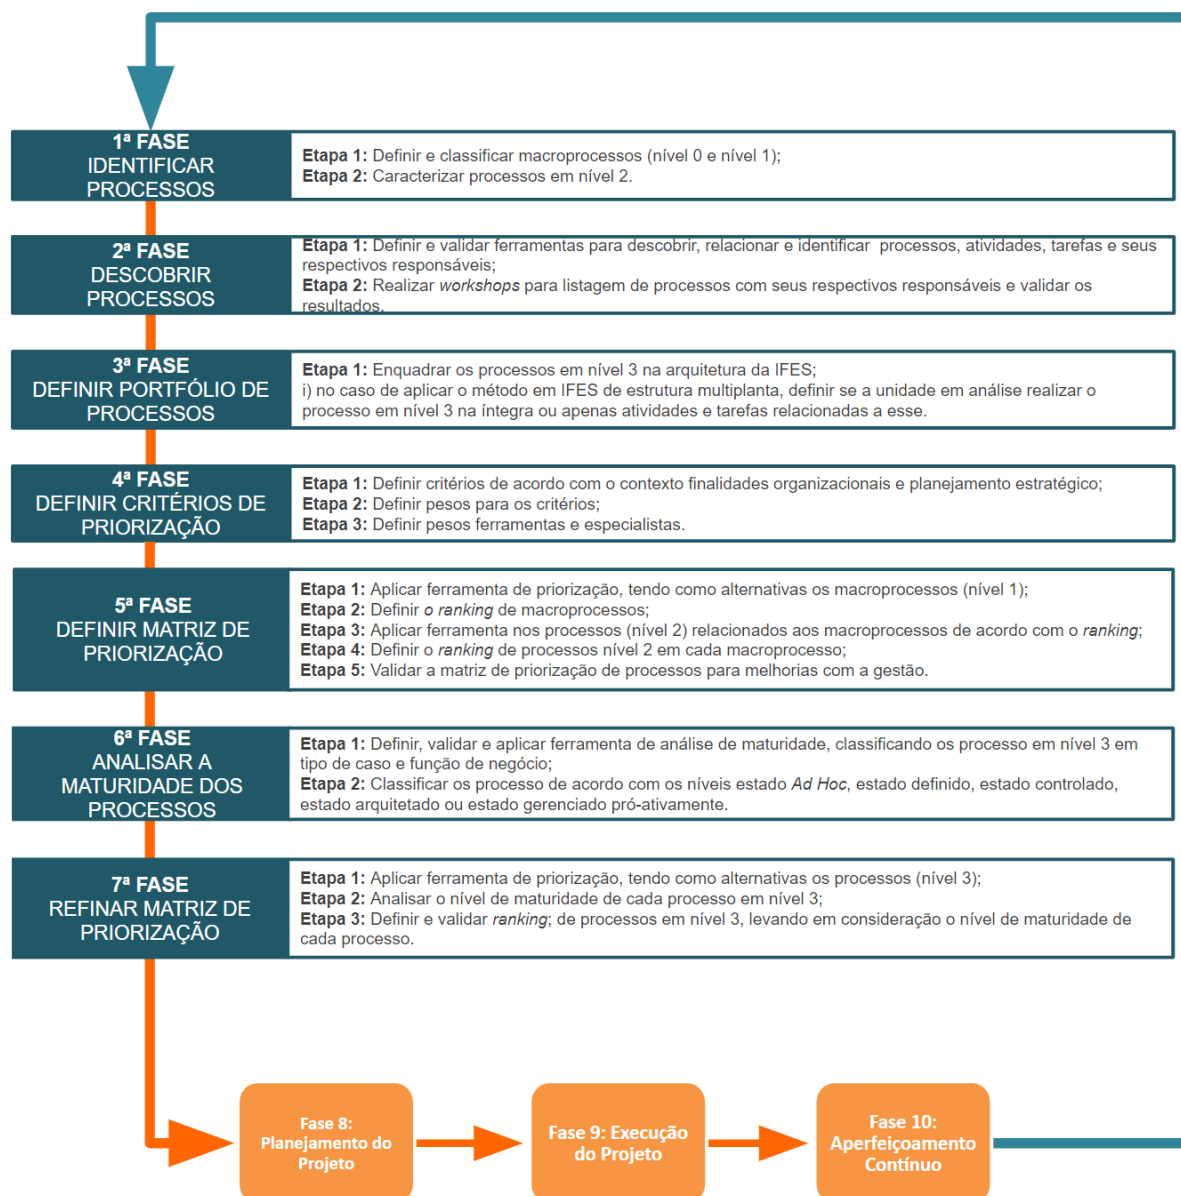 1ª FASE
IDENTIFICAR
PROCESSOS
Etapa 1: Definir e classificar macroprocessos (nível 0 e nível 1);
Etapa 2: Caracterizar processos em nível 2.
2ª FASE
DESCOBRIR
PROCESSOS
Etapa 1: Definir e validar ferramentas para descobrir, relacionar e identificar processos, atividades, tarefas e seus
respectivos responsáveis;
Etapa 2: Realizar workshops para listagem de processos com seus respectivos responsáveis e validar os
resultados.
3ª FASE
DEFINIR PORTFÓLIO DE
PROCESSOS
Etapa 1: Enquadrar os processos em nível 3 na arquitetura da IFES;
i) no caso de aplicar o método em IFES de estrutura multiplanta, definir se a unidade em análise realizar o
processo em nível 3 na íntegra ou apenas atividades e tarefas relacionadas a esse.
4ª FASE
DEFINIR CRITÉRIOS DE
PRIORIZAÇÃO
Etapa 1: Definir critérios de acordo com o contexto finalidades organizacionais e planejamento estratégico;
Etapa 2: Definir pesos para os critérios;
Etapa 3: Definir pesos ferramentas e especialistas.
5ª FASE
DEFINIR MATRIZ DE
PRIORIZAÇÃO
Etapa 1: Aplicar ferramenta de priorização, tendo como alternativas os macroprocessos (nível 1);
Etapa 2: Definir o ranking de macroprocessos;
Etapa 3: Aplicar ferramenta nos processos (nível 2) relacionados aos macroprocessos de acordo com o ranking;
Etapa 4: Definir o ranking de processos nível 2 em cada macroprocesso;
Etapa 5: Validar a matriz de priorização de processos para melhorias com a gestão.
6ª FASE
ANALISAR A
MATURIDADE DOS
PROCESSOS
Etapa 1: Definir, validar e aplicar ferramenta de análise de maturidade, classificando os processo em nível 3 em
tipo de caso e função de negócio;
Etapa 2: Classificar os processo de acordo com os níveis estado Ad Hoc, estado definido, estado controlado,
estado arquitetado ou estado gerenciado pró-ativamente.
7ª FASE
REFINAR MATRIZ DE
PRIORIZAÇÃO
Etapa 1: Aplicar ferramenta de priorização, tendo como alternativas os processos (nível 3);
Etapa 2: Analisar o nível de maturidade de cada processo em nível 3;
Etapa 3: Definir e validar ranking; de processos em nível 3, levando em consideração o nível de maturidade de
cada processo.
Fase 8:
Planejamento do
Projeto
Fase 9: Execução
do Projeto
Fase 10:
Aperfeiçoamento
Contínuo